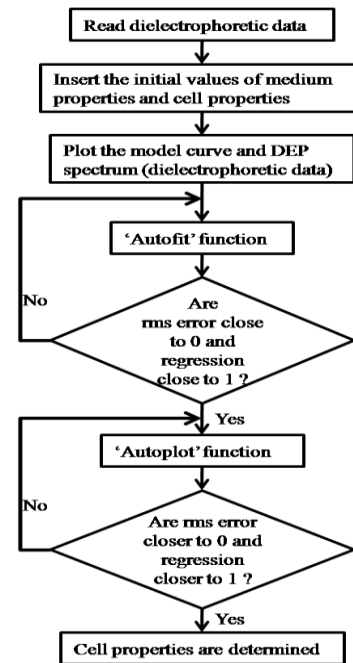 Read dielectrophoretic data
Insert the initial values of medium
properties and cell properties
Plot the model curve and DEP
spectrum (dielectrophoretic data)
'Autofit' function
No
Are
rms error close
to 0 and
regression
close to 1 ?
Yes
'Autoplot' function
No
Are rms error
closer to 0 and
regression
closer to 1 ?
Yes
Cell properties are determined